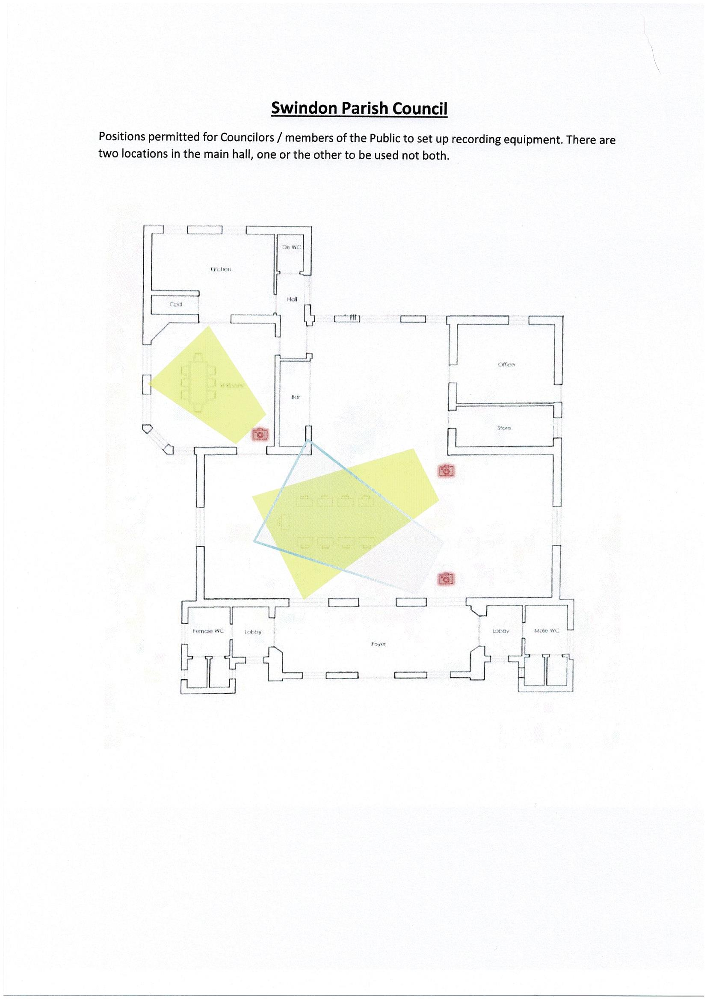 Swindon Parish Council
Positions permitted for Councilors / members of the Public to set up recording equipment. There are
two locations in the main hall, one or the other to be used not both.
Dis WC
Kitchen
Hall
Cpd
Office
Room
Bar
Store
Female WC
Lobby
Lobby
Male WC
Foyer